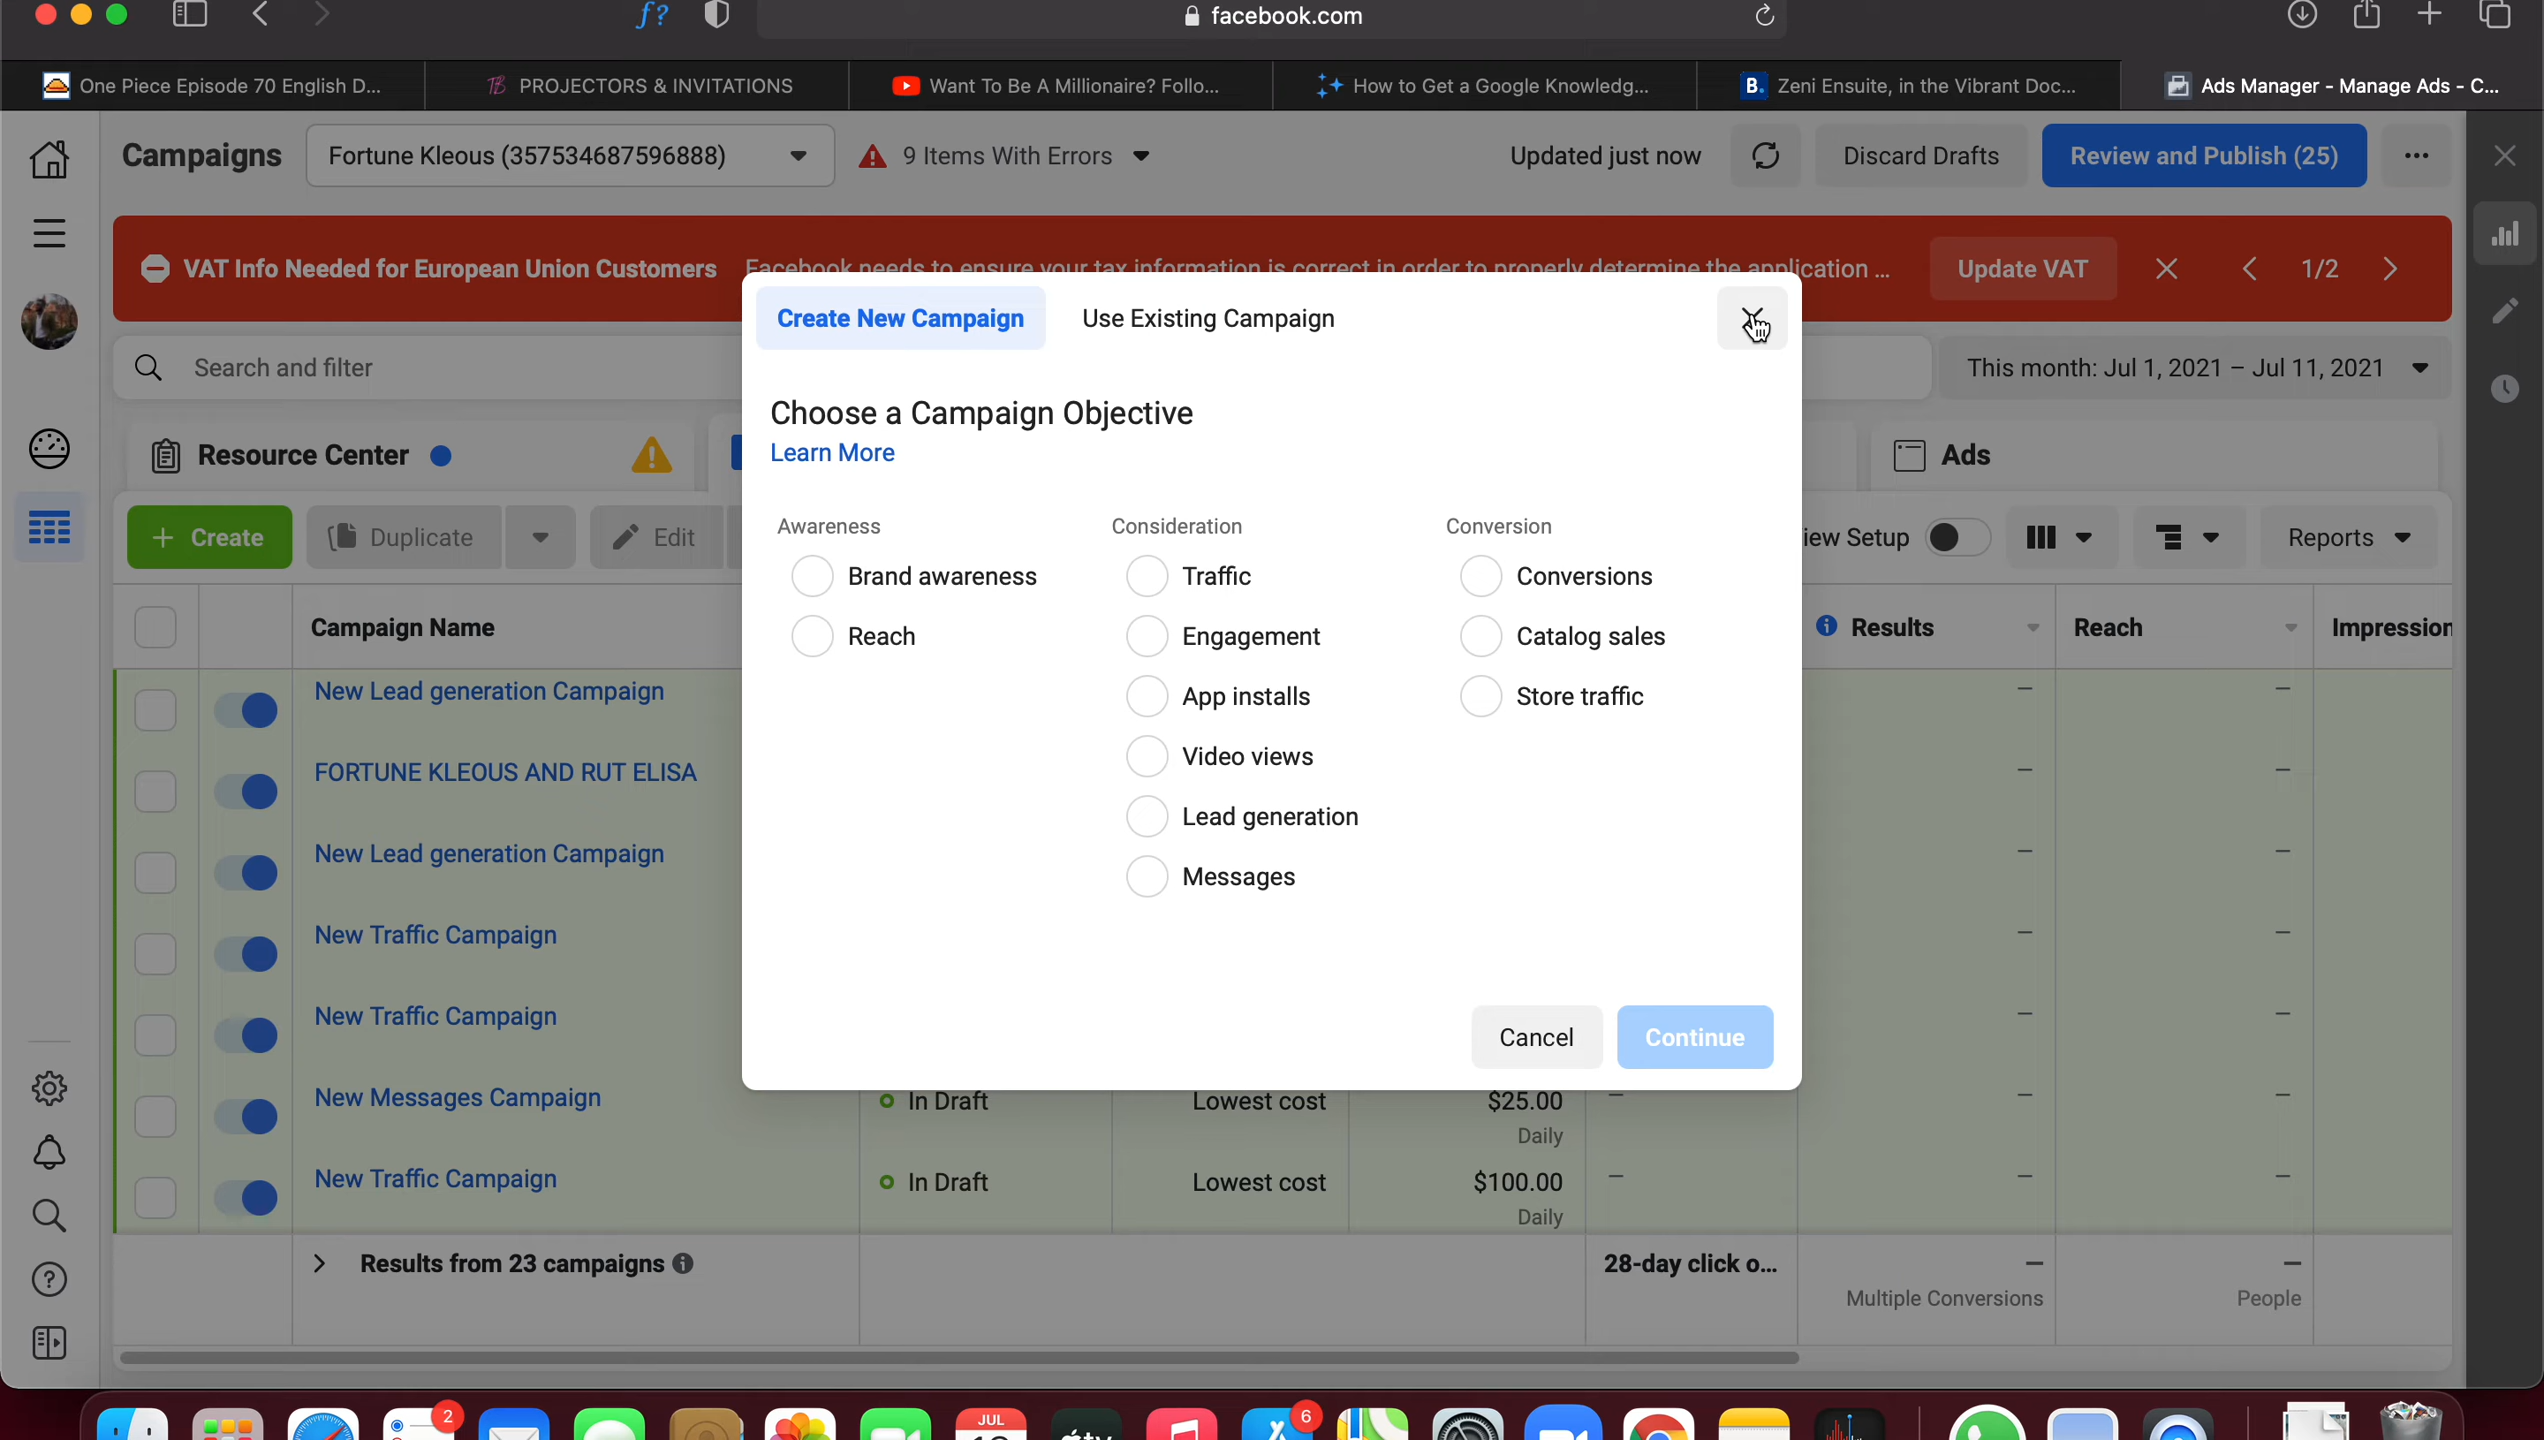 facebook.com
One Piece Episode 70 English D...
PROJECTORS & INVITATIONS
Want To Be A Millionaire? Follo...
How to Get a Google Knowledg...
B. Zeni Ensuite, in the Vibrant Doc...
Ads Manager - Manage Ads - C...
Campaigns
Fortune Kleous (357534687596888)
9 Items With Errors
Updated just now
Discard Drafts
Review and Publish (25)
VAT Info Needed for European Union Customers
Facebook needs to ensure your tax information is correct in order to properly determine the application ...
Update VAT
1/2
Create New Campaign
Use Existing Campaign
Search and filter
This month: Jul 1, 2021 – Jul 11, 2021
Choose a Campaign Objective
Learn More
Resource Center
Ads
+ Create
Duplicate
Edit
iew Setup
Reports
Awareness
Brand awareness
Reach
Consideration
Traffic
Engagement
App installs
Video views
Lead generation
Messages
Conversion
Conversions
Catalog sales
Store traffic
Cancel
Continue
Campaign Name
Results
Reach
Impression
New Lead generation Campaign
FORTUNE KLEOUS AND RUT ELISA
New Lead generation Campaign
New Traffic Campaign
New Traffic Campaign
New Messages Campaign
In Draft
Lowest cost
$25.00
Daily
New Traffic Campaign
In Draft
Lowest cost
$100.00
Daily
Results from 23 campaigns
28-day click o...
Multiple Conversions
People
2
JUL
6